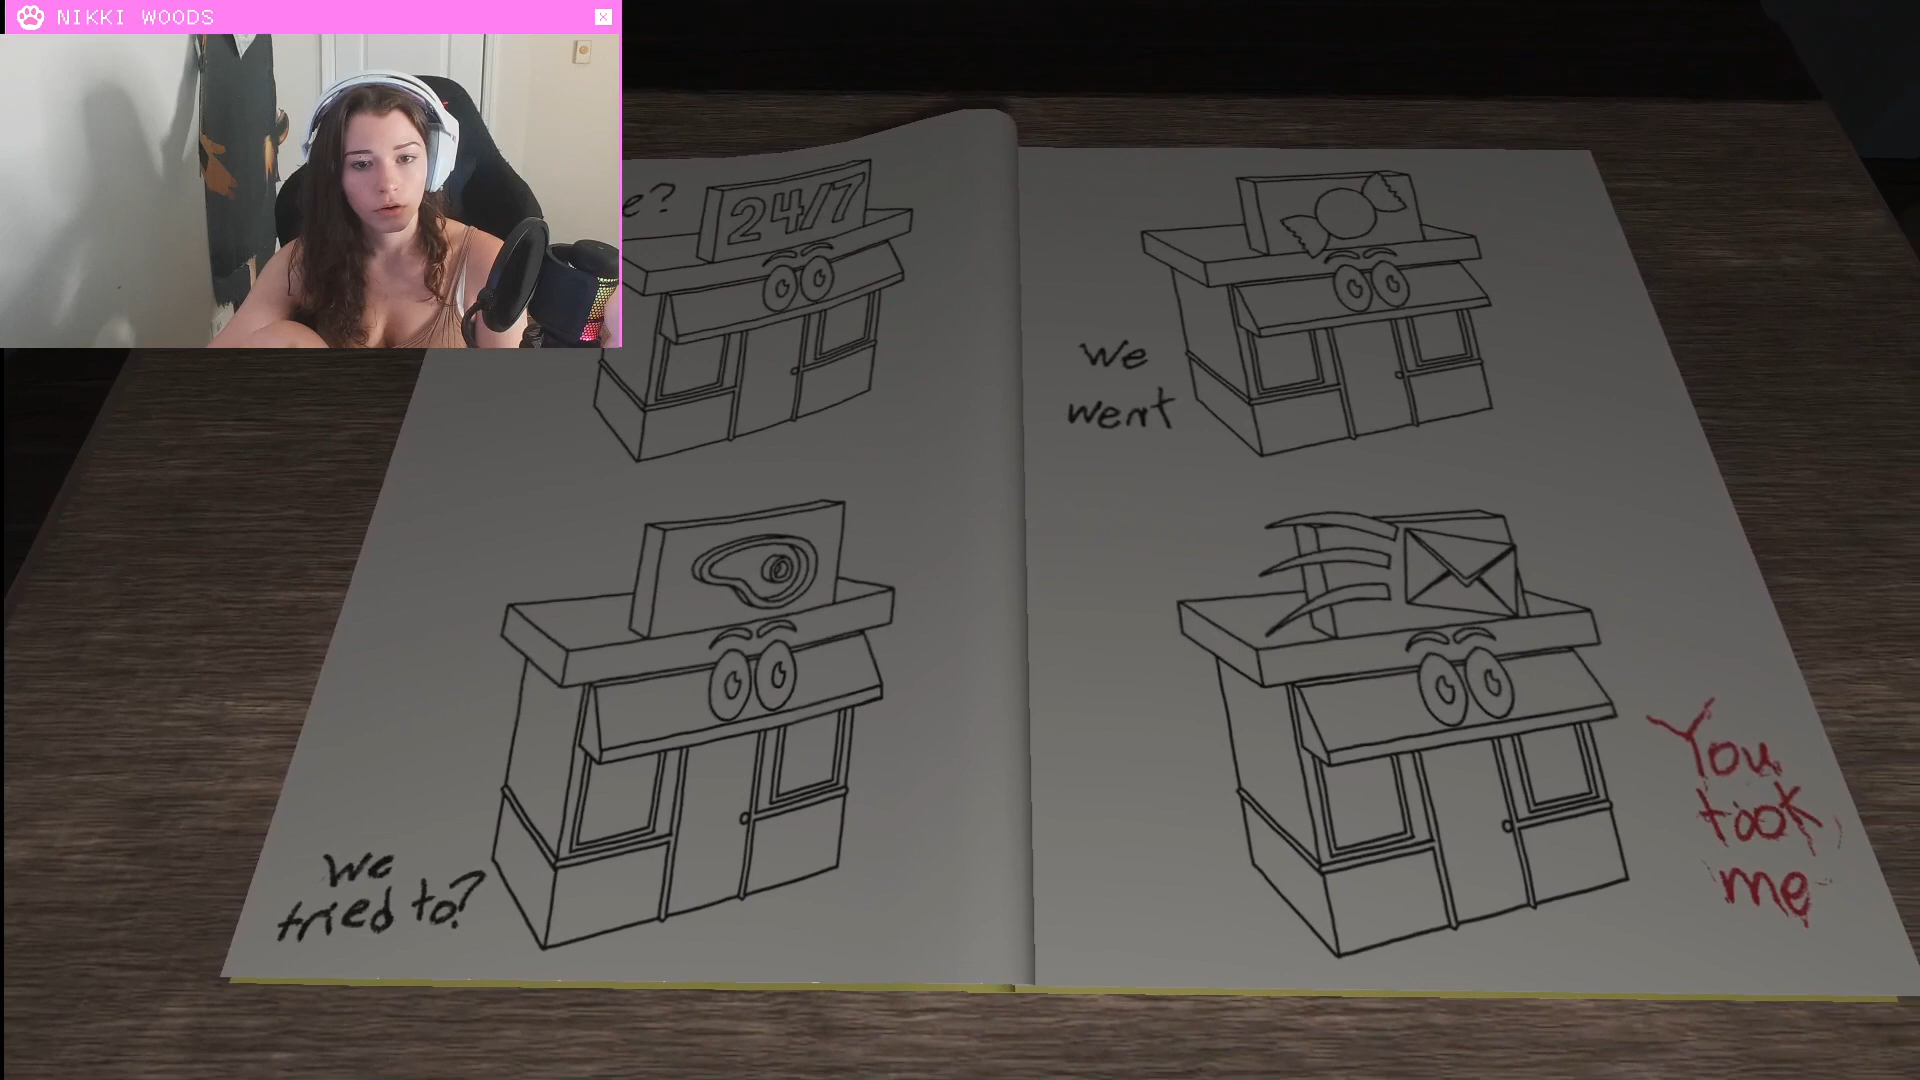 NIKKI WOODS
e?
24/7
We
went
We
tried to?
You
took
me